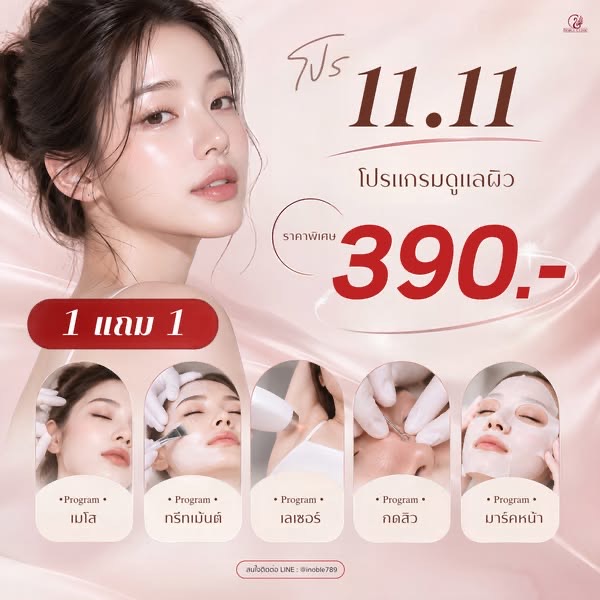 โปร 11.11
โปรแกรมดูแลผิว
ราคาพิเศษ 390.-
1 แถม 1
•Program•
เมโส
•Program•
ทรีทเม้นต์
•Program•
เลเซอร์
•Program•
กดสิว
•Program•
มาร์คหน้า
สนใจติดต่อ LINE : @inoble789